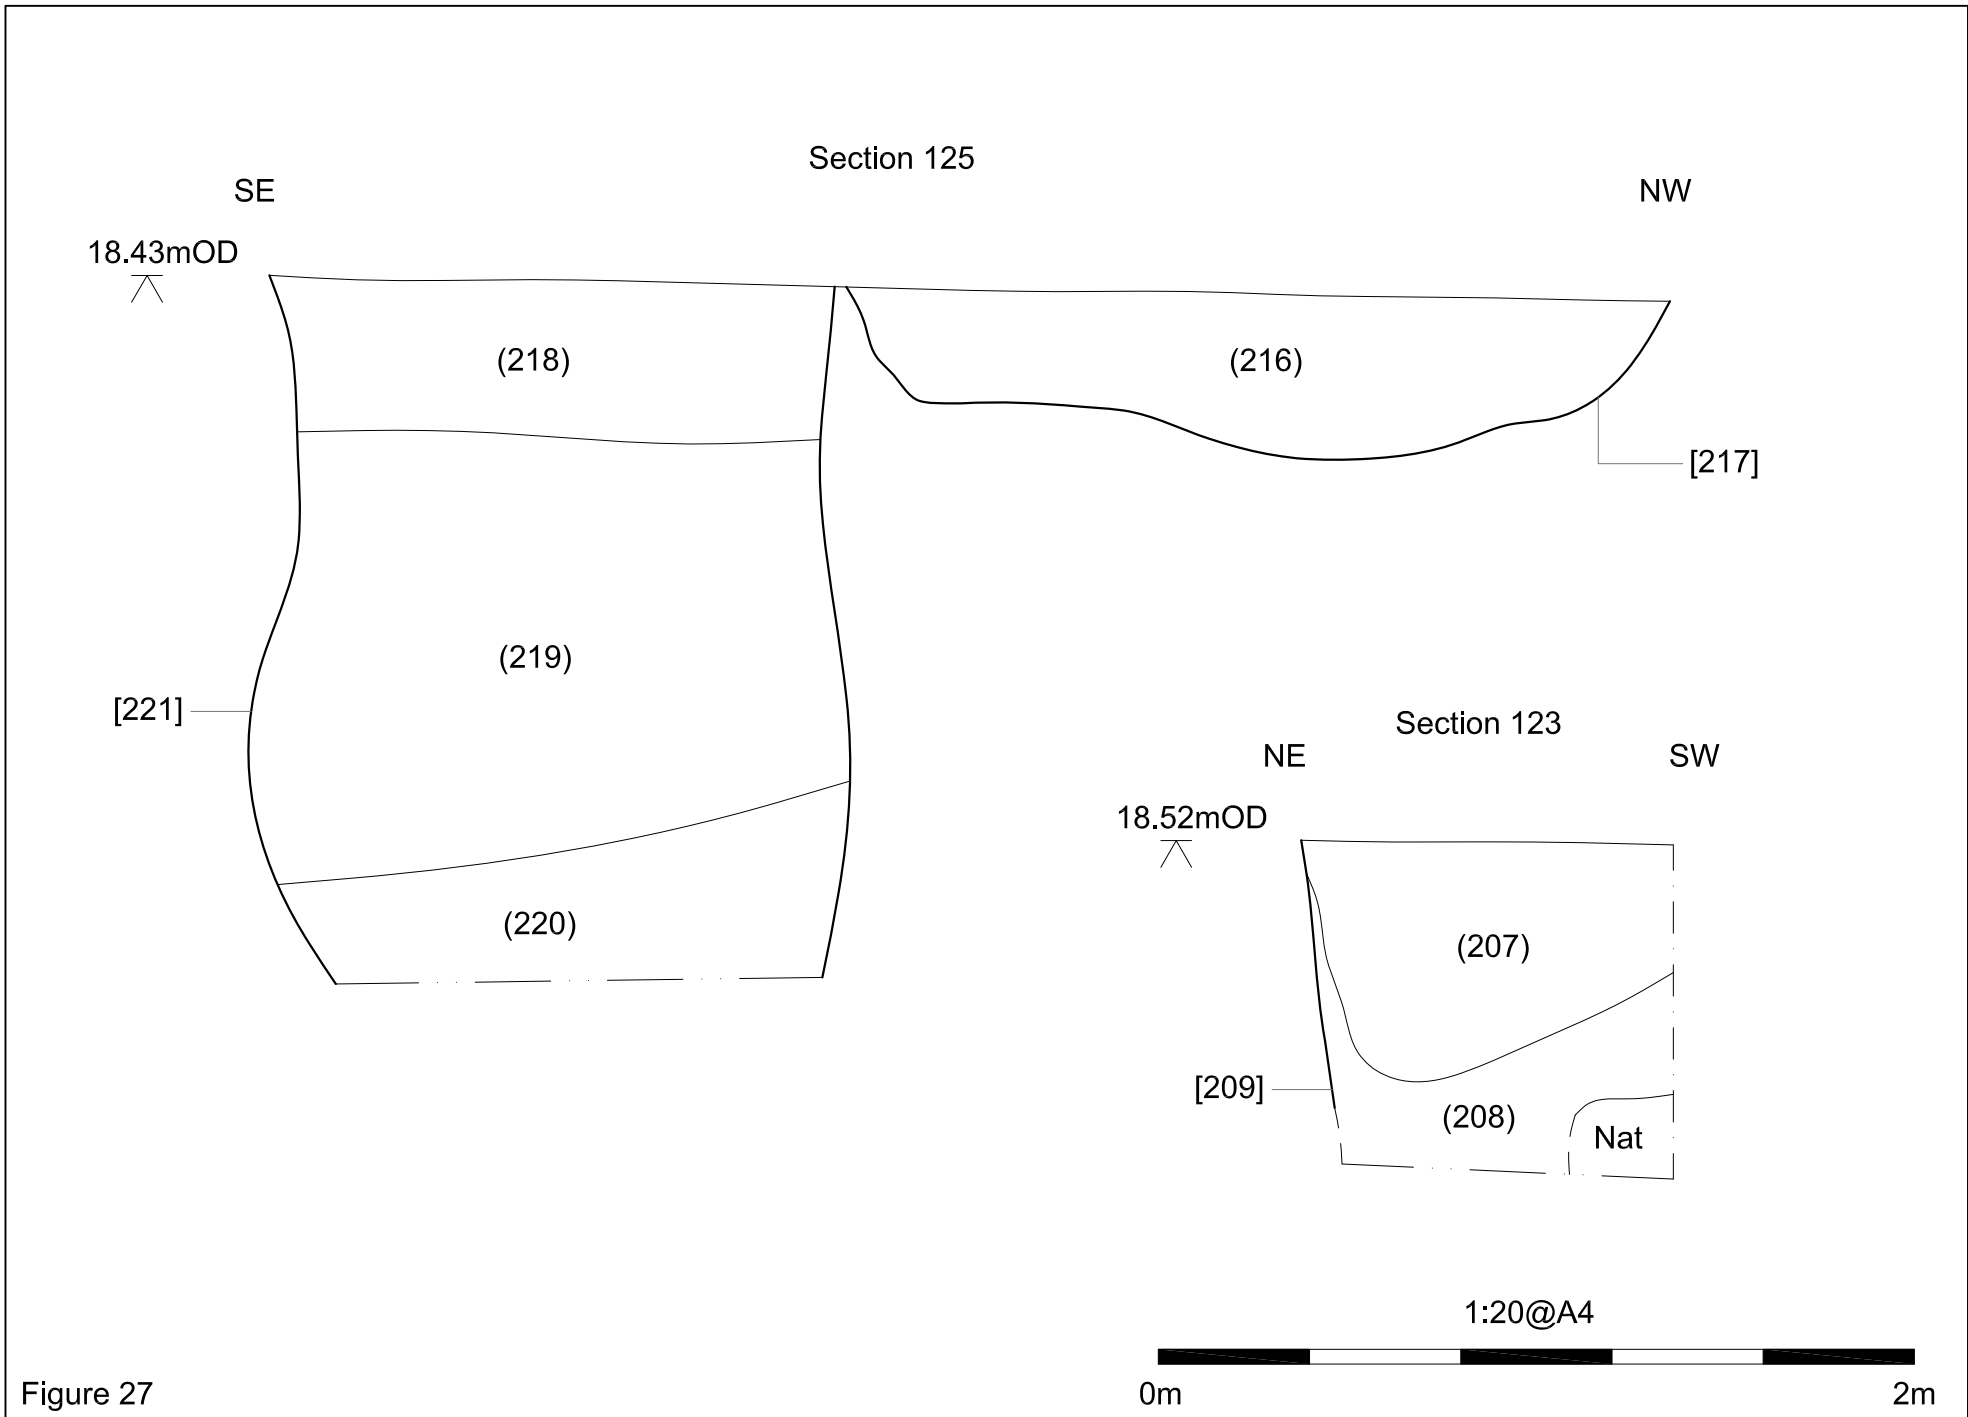 Section 125
SE
NW
18.43mOD
(218)
(216)
[217]
(219)
[221]
(220)
Section 123
NE
SW
18.52mOD
(207)
[209]
(208)
Nat
1:20@A4
0m
2m
Figure 27